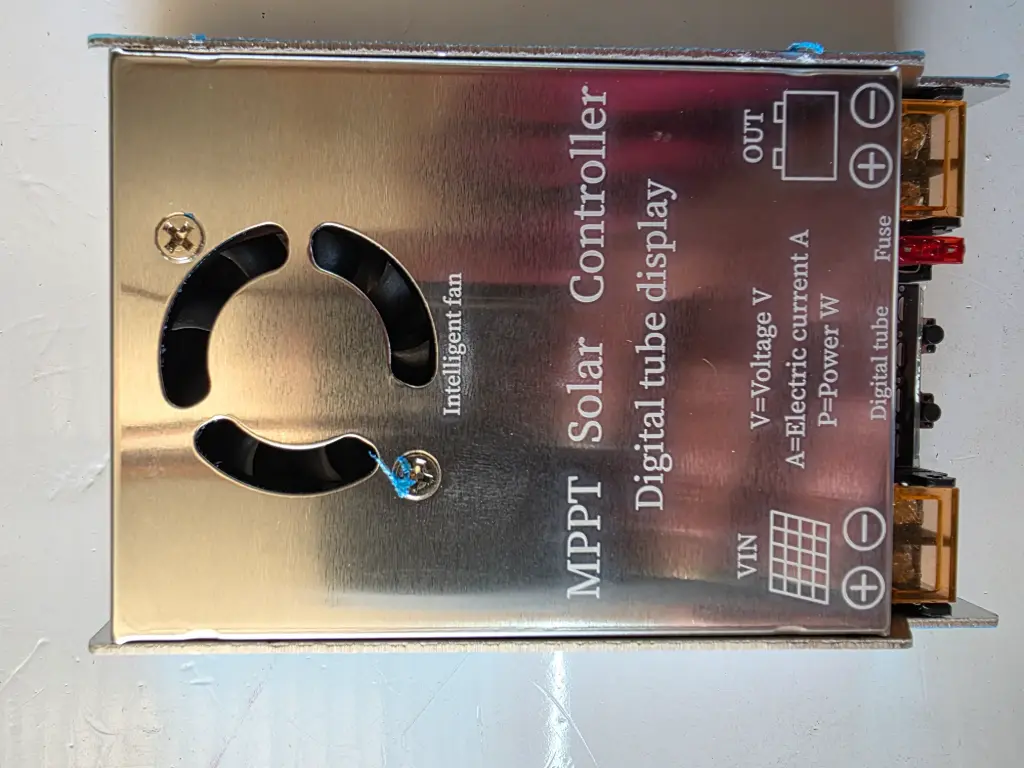 Intelligent fan
MPPT Solar Controller
Digital tube display
VIN
V=Voltage V
A=Electric current A
P=Power W
OUT
+ -
Digital tube
Fuse
+ -